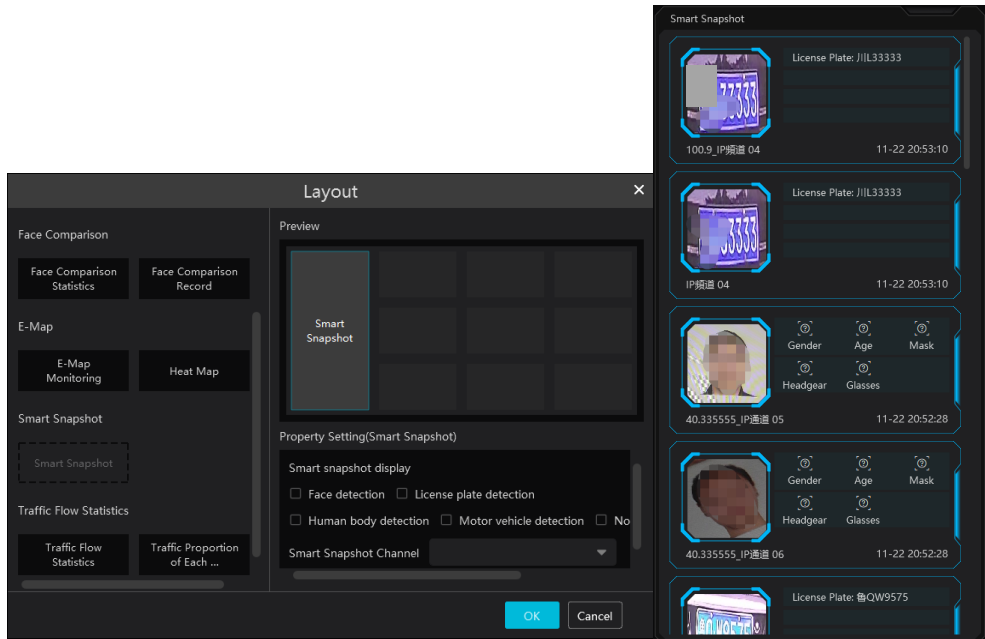 Layout
Face Comparison
Face Comparison
Statistics
Face Comparison
Record
E-Map
E-Map
Monitoring
Heat Map
Smart Snapshot
Smart Snapshot
Traffic Flow Statistics
Traffic Flow
Statistics
Traffic Proportion
of Each ...
Preview
Smart
Snapshot
Property Setting(Smart Snapshot)
Smart snapshot display
Face detection
License plate detection
Human body detection
Motor vehicle detection
No
Smart Snapshot Channel
OK
Cancel
Smart Snapshot
License Plate: 川L33333
3333
100.9_IP頻道 04
11-22 20:53:10
License Plate: 川L33333
33333
IP頻道 04
11-22 20:53:10
Gender
Age
Mask
Headgear
Glasses
40.335555_IP通道 05
11-22 20:52:28
Gender
Age
Mask
Headgear
Glasses
40.335555_IP通道 06
11-22 20:52:28
License Plate: 鲁QW9575